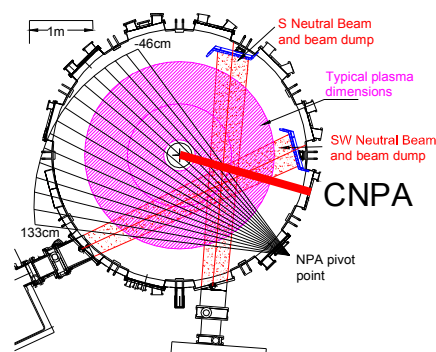 S Neutral Beam
and beam dump
-46cm
1m
Typical plasma
dimensions
SW Neutral Beam
and beam dump
CNPA
133cm
NPA pivot
point